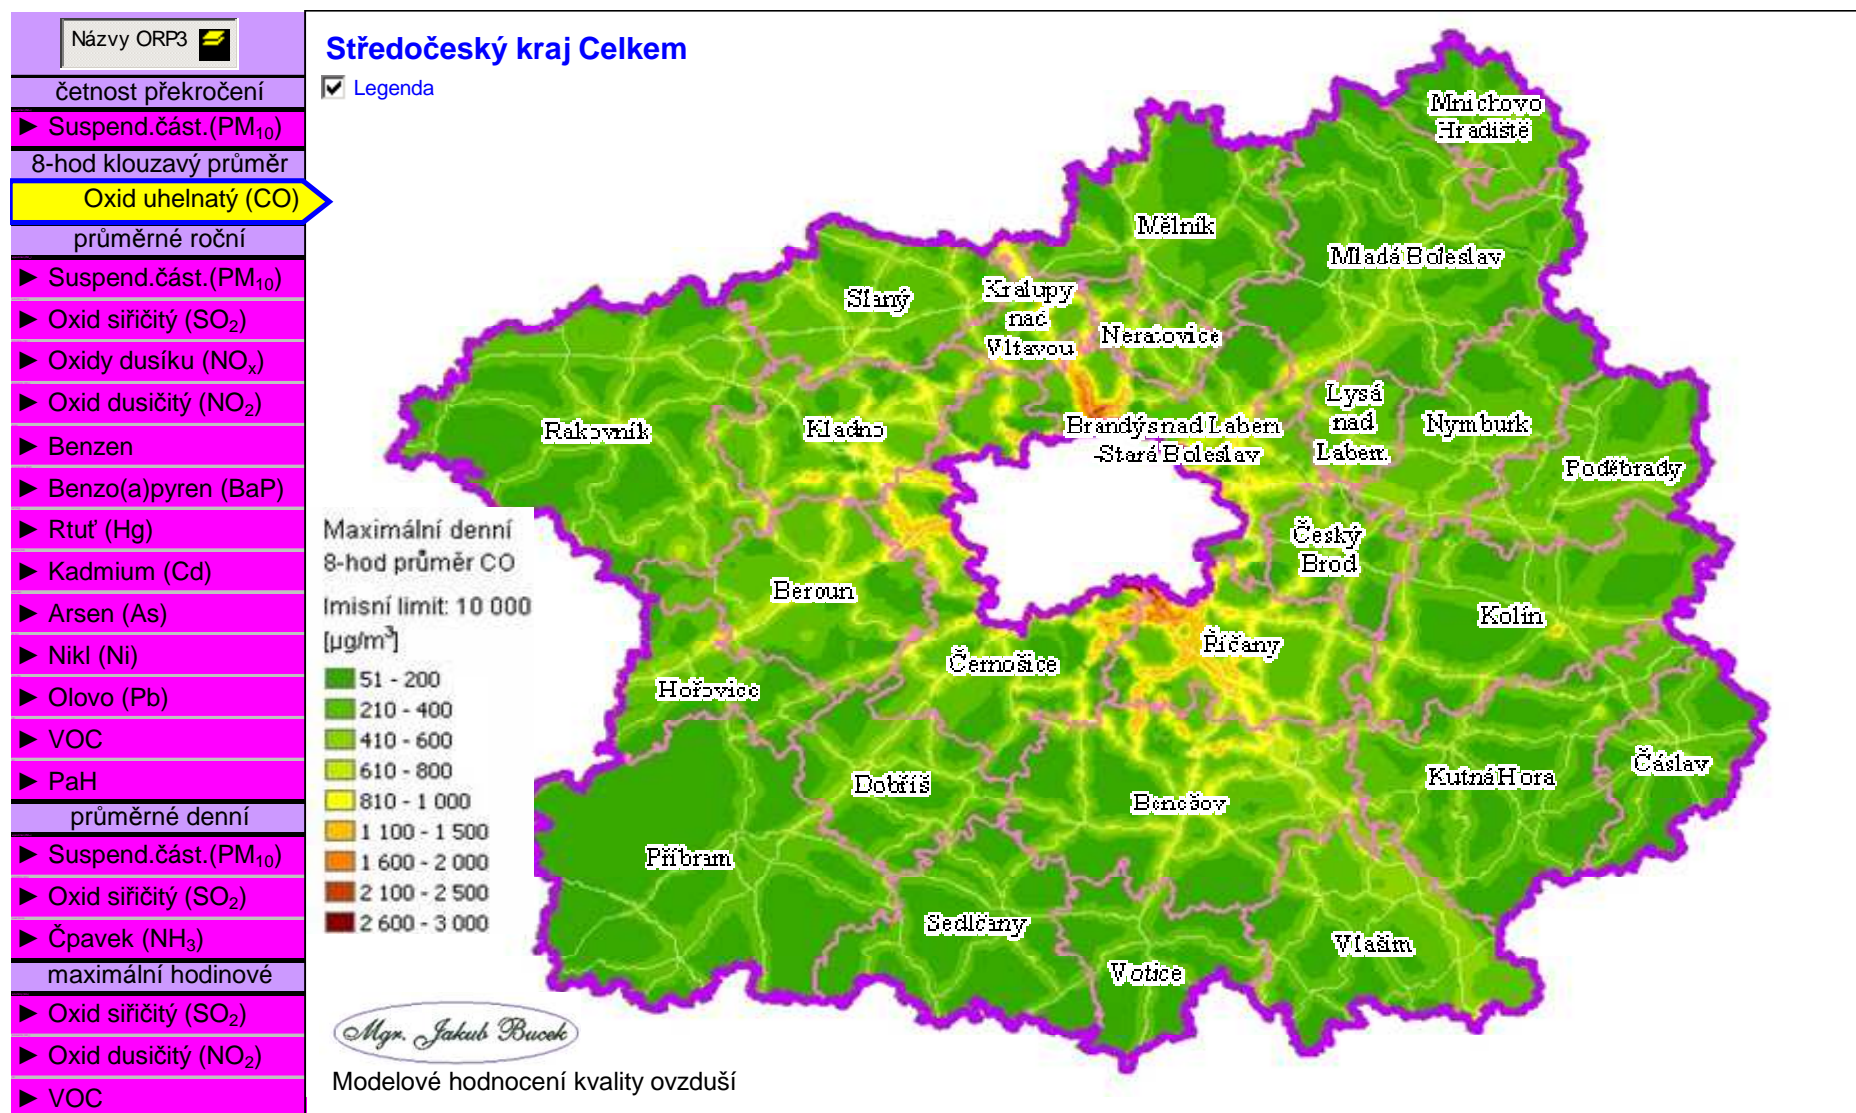 Názvy ORP3
četnost překročení
► Suspend.část.(PM₁₀)
8-hod klouzavý průměr
Oxid uhelnatý (CO)
průměrné roční
► Suspend.část.(PM₁₀)
► Oxid siřičitý (SO₂)
► Oxidy dusíku (NOₓ)
► Oxid dusičitý (NO₂)
► Benzen
► Benzo(a)pyren (BaP)
► Rtuť (Hg)
► Kadmium (Cd)
► Arsen (As)
► Nikl (Ni)
► Olovo (Pb)
► VOC
► PaH
průměrné denní
► Suspend.část.(PM₁₀)
► Oxid siřičitý (SO₂)
► Čpavek (NH₃)
maximální hodinové
► Oxid siřičitý (SO₂)
► Oxid dusičitý (NO₂)
► VOC
Středočeský kraj Celkem
Legenda
Mnichovo
Hradiště
Mělník
Mladá Boleslav
Slaný
Kralupy
nad
Vltavou
Neratovice
Rakovník
Kladno
Brandýs nad Labem
-Stará Boleslav
Lysá
nad
Labem
Nymburk
Poděbrady
Český
Brod
Beroun
Kolín
Říčany
Černošice
Hořovice
Dobříš
Benešov
Kutná Hora
Čáslav
Příbram
Sedlčany
Votice
Vlašim
Maximální denní
8-hod průměr CO
Imisní limit: 10 000
[µg/m³]
51 - 200
210 - 400
410 - 600
610 - 800
810 - 1 000
1 100 - 1 500
1 600 - 2 000
2 100 - 2 500
2 600 - 3 000
Mgr. Jakub Bucek
Modelové hodnocení kvality ovzduší